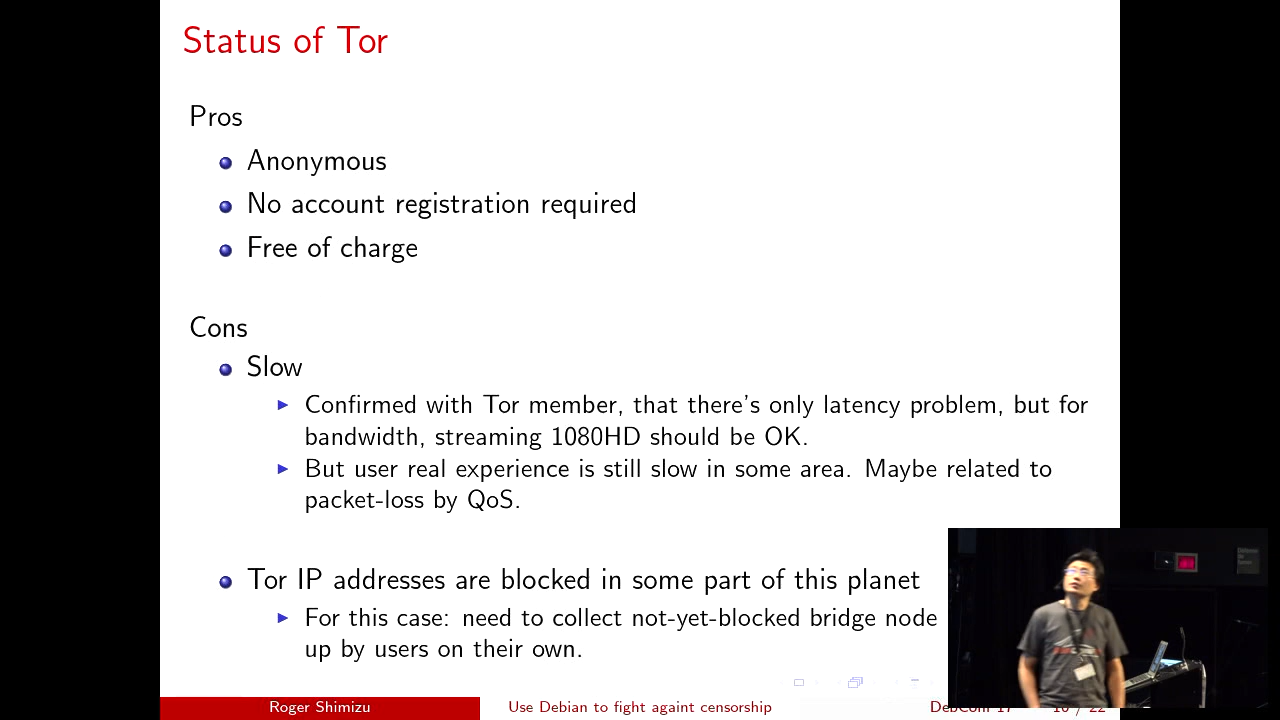 Status of Tor
Pros
Anonymous
No account registration required
Free of charge
Cons
Slow
Confirmed with Tor member, that there's only latency problem, but for
bandwidth, streaming 1080HD should be OK.
But user real experience is still slow in some area. Maybe related to
packet-loss by QoS.
Tor IP addresses are blocked in some part of this planet
For this case: need to collect not-yet-blocked bridge node
up by users on their own.
Roger Shimizu
Use Debian to fight againt censorship
DebConf 17
10 / 22